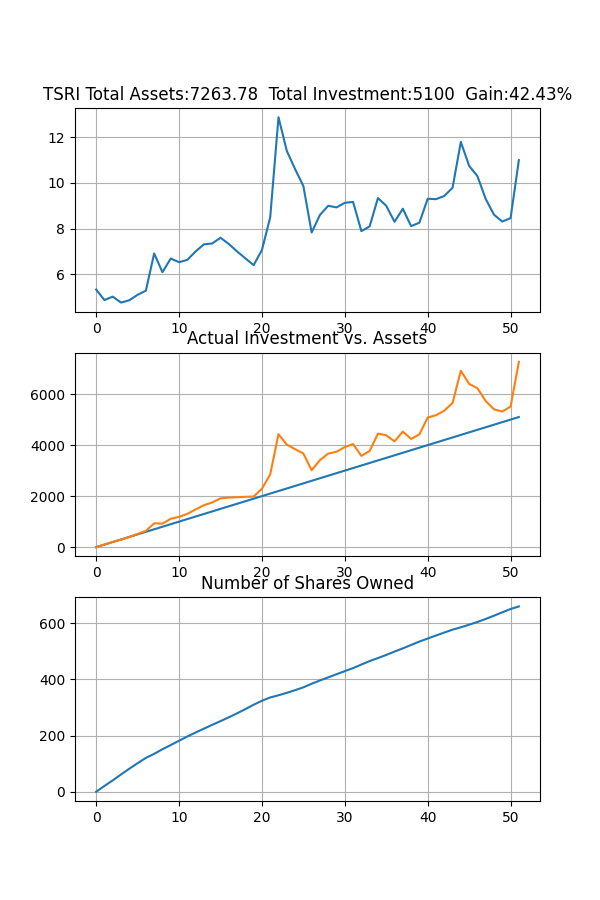 TSRI Total Assets:7263.78  Total Investment:5100  Gain:42.43%
12
10
8
6
0 10 20 30 40 50
Actual Investment vs. Assets
6000
4000
2000
0
0 10 20 30 40 50
Number of Shares Owned
600
400
200
0
0 10 20 30 40 50